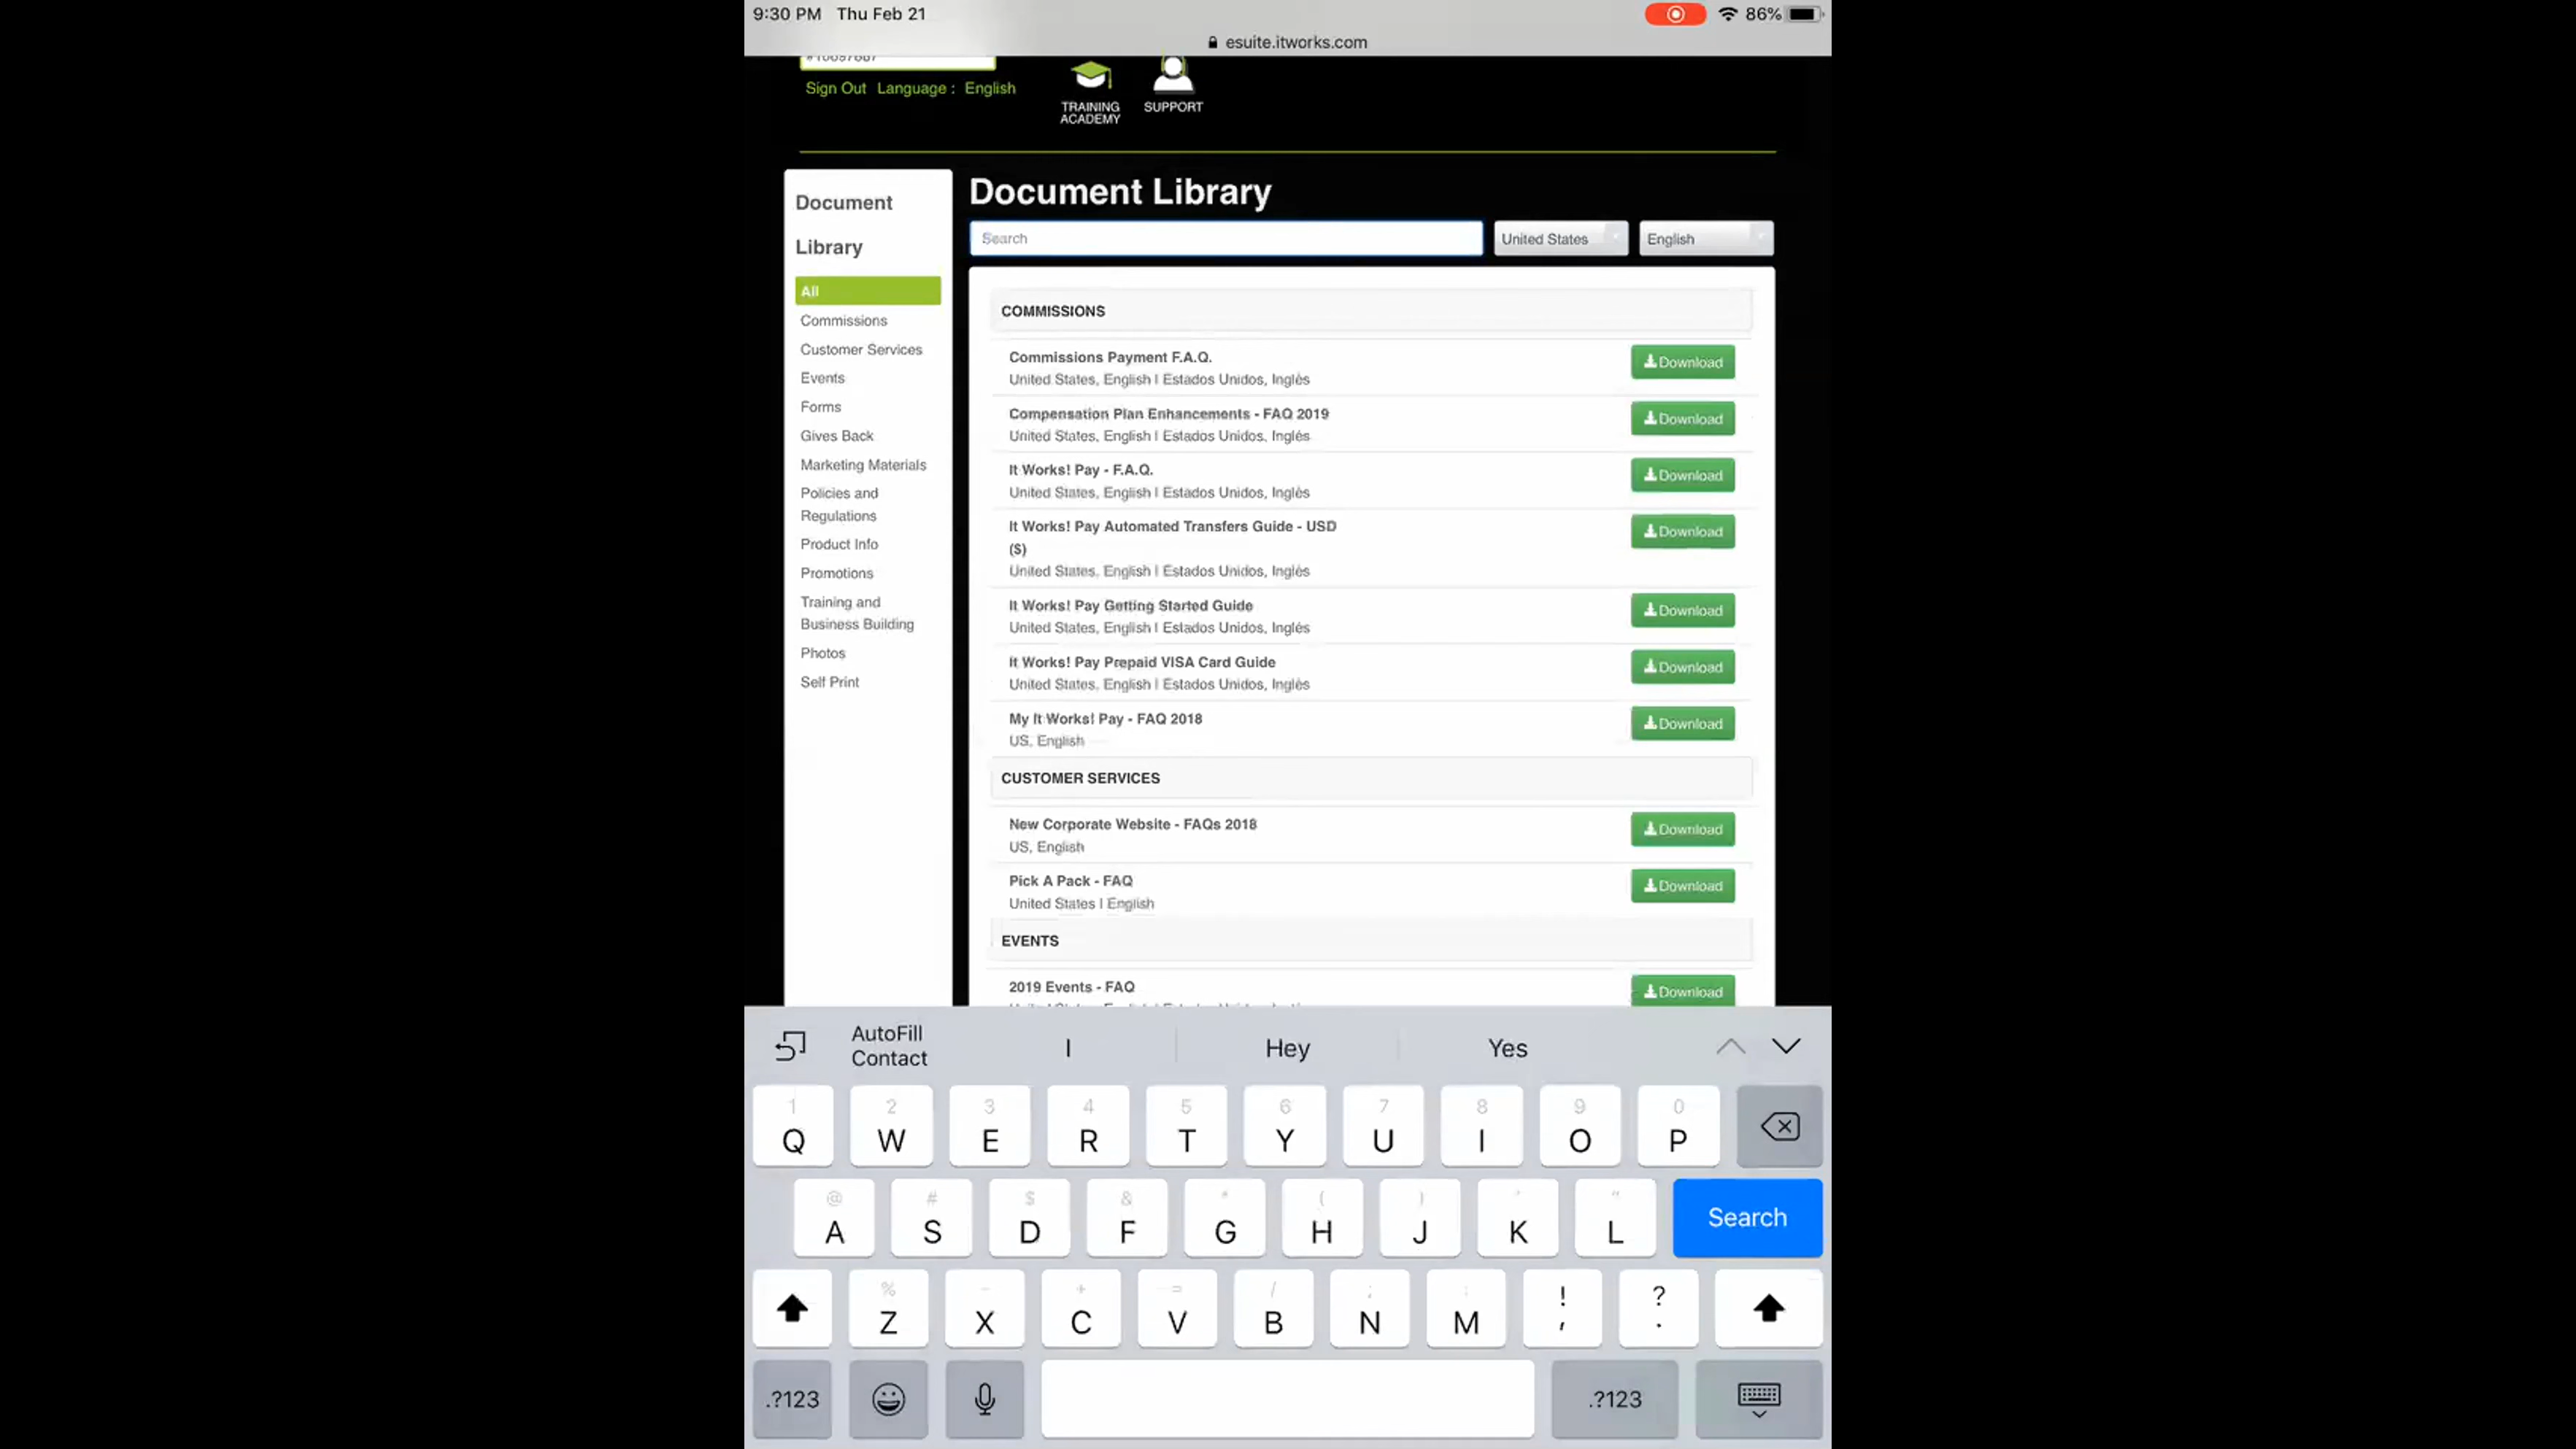 9:30 PM Thu Feb 21
86%
esuite.itworks.com
Sign Out Language : English
TRAINING
ACADEMY
SUPPORT
Document
Library
All
Commissions
Customer Services
Events
Forms
Gives Back
Marketing Materials
Policies and
Regulations
Product Info
Promotions
Training and
Business Building
Photos
Self Print
Document Library
Search
United States
English
COMMISSIONS
Commissions Payment F.A.Q.
United States, English | Estados Unidos, Inglés
Download
Compensation Plan Enhancements - FAQ 2019
United States, English | Estados Unidos, Inglés
Download
It Works! Pay - F.A.Q.
United States, English | Estados Unidos, Inglés
Download
It Works! Pay Automated Transfers Guide - USD
($)
United States, English | Estados Unidos, Inglés
Download
It Works! Pay Getting Started Guide
United States, English | Estados Unidos, Inglés
Download
It Works! Pay Prepaid VISA Card Guide
United States, English | Estados Unidos, Inglés
Download
My It Works! Pay - FAQ 2018
US, English
Download
CUSTOMER SERVICES
New Corporate Website - FAQs 2018
US, English
Download
Pick A Pack - FAQ
United States | English
Download
EVENTS
2019 Events - FAQ
Download
AutoFill
Contact
I
Hey
Yes
1 2 3 4 5 6 7 8 9 0
Q W E R T Y U I O P
@ # $ & * ( ) ' "
A S D F G H J K L
Search
% - + = / ; : !  ?
Z X C V B N M , .
.?123
.?123